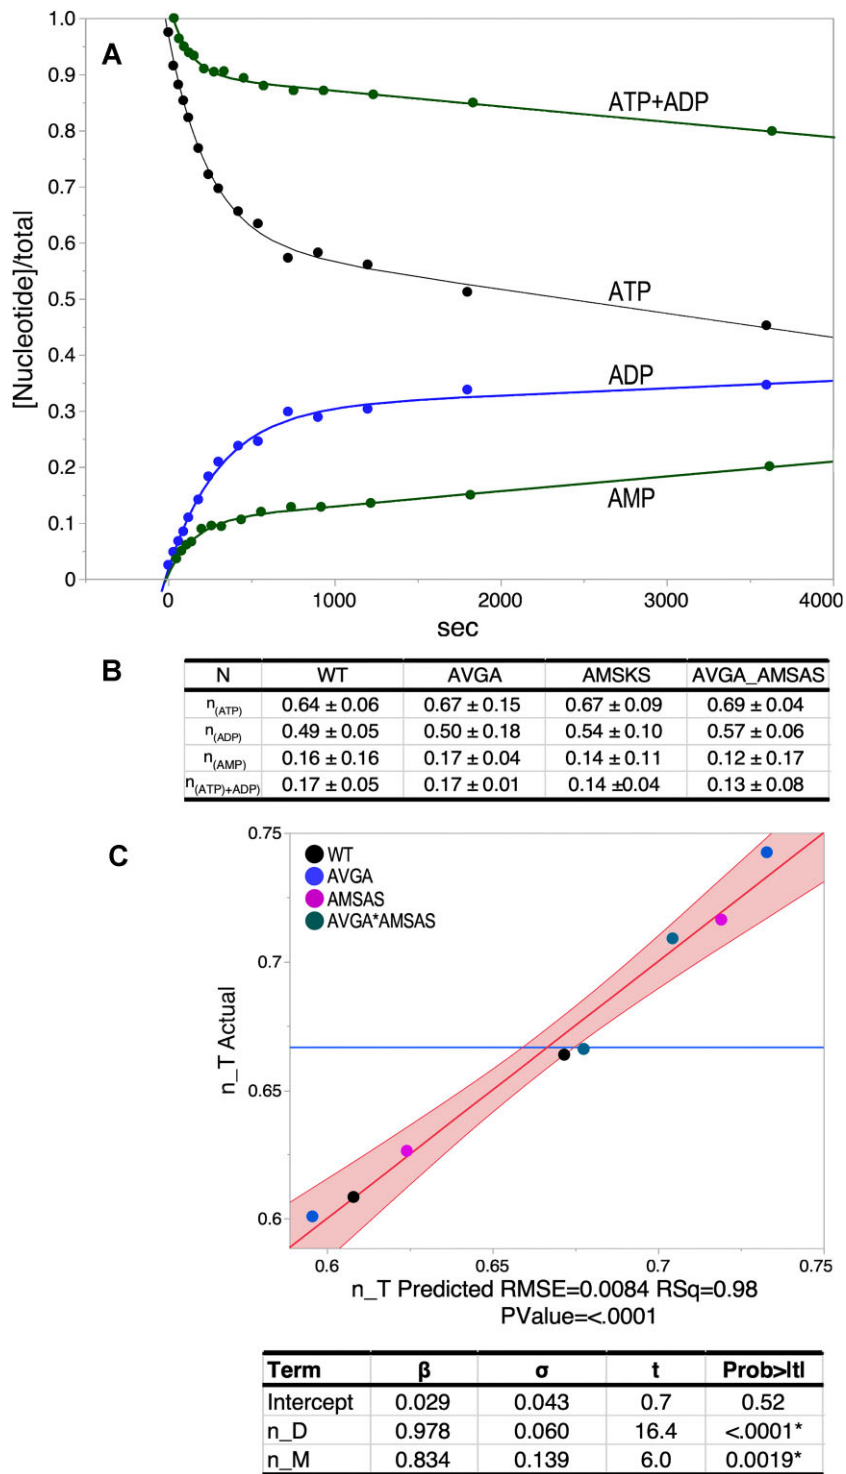 A
1.0
0.9
0.8
0.7
0.6
0.5
0.4
0.3
0.2
0.1
0
[Nucleotide]/total
ATP+ADP
ATP
ADP
AMP
0 1000 2000 3000 4000
sec
B
N WT AVGA AMSKS AVGA_AMSAS
n(ATP) 0.64 ± 0.06 0.67 ± 0.15 0.67 ± 0.09 0.69 ± 0.04
n(ADP) 0.49 ± 0.05 0.50 ± 0.18 0.54 ± 0.10 0.57 ± 0.06
n(AMP) 0.16 ± 0.16 0.17 ± 0.04 0.14 ± 0.11 0.12 ± 0.17
n(ATP)+ADP) 0.17 ± 0.05 0.17 ± 0.01 0.14 ±0.04 0.13 ± 0.08
C
0.75
0.7
0.65
0.6
n_T Actual
WT
AVGA
AMSAS
AVGA*AMSAS
0.6 0.65 0.7 0.75
n_T Predicted RMSE=0.0084 RSq=0.98
PValue=<.0001
Term β σ t Prob>ltl
Intercept 0.029 0.043 0.7 0.52
n_D 0.978 0.060 16.4 <.0001*
n_M 0.834 0.139 6.0 0.0019*